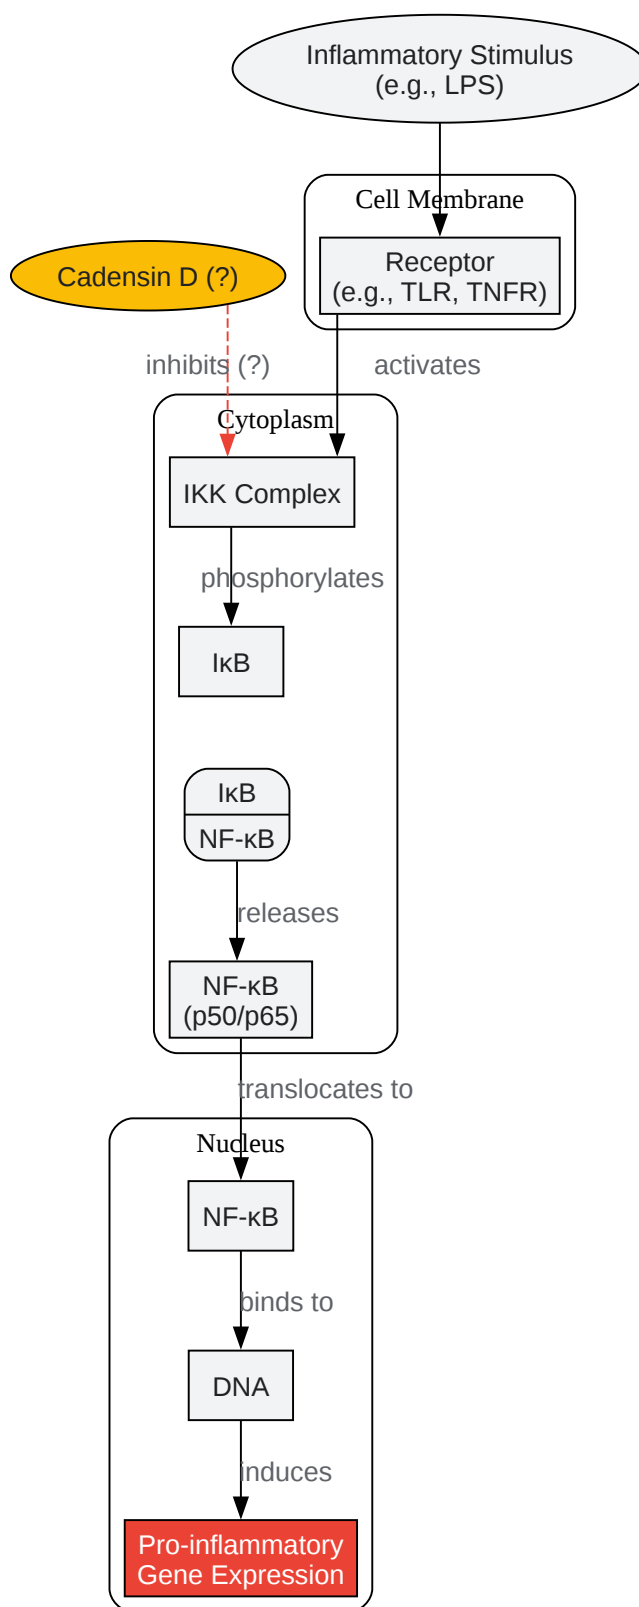 Inflammatory Stimulus
(e.g., LPS)
Cell Membrane
Receptor
(e.g., TLR, TNFR)
Cadensin D (?)
inhibits (?)
activates
Cytoplasm
IKK Complex
phosphorylates
IκB
IκB
NF-κB
releases
NF-κB
(p50/p65)
translocates to
Nucleus
NF-κB
binds to
DNA
induces
Pro-inflammatory
Gene Expression